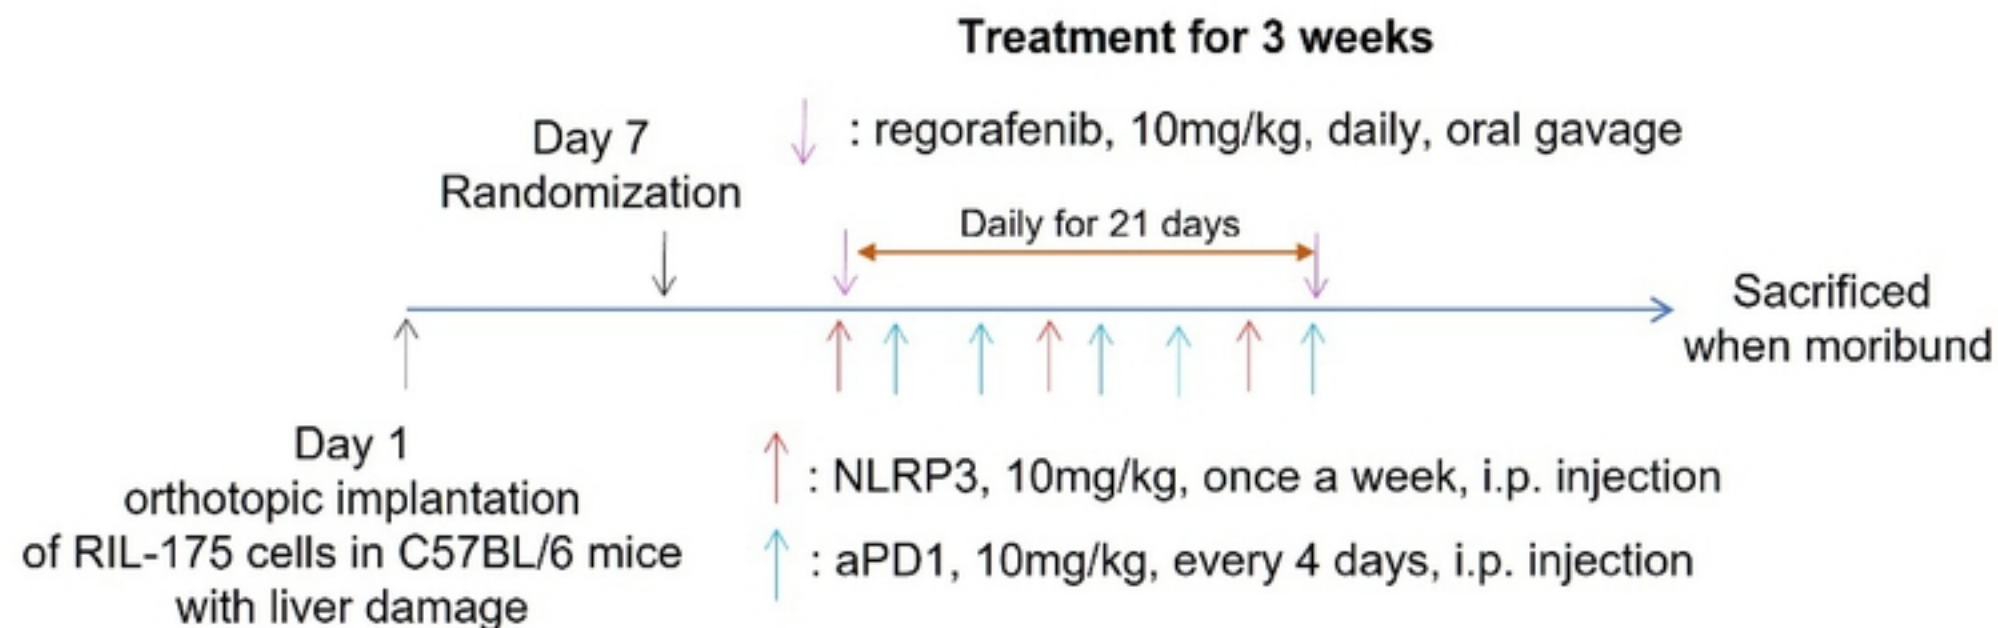 Treatment for 3 weeks
: regorafenib, 10mg/kg, daily, oral gavage
Day 7
Randomization
Daily for 21 days
Sacrificed
when moribund
Day 1
orthotopic implantation
of RIL-175 cells in C57BL/6 mice
with liver damage
: NLRP3, 10mg/kg, once a week, i.p. injection
: aPD1, 10mg/kg, every 4 days, i.p. injection